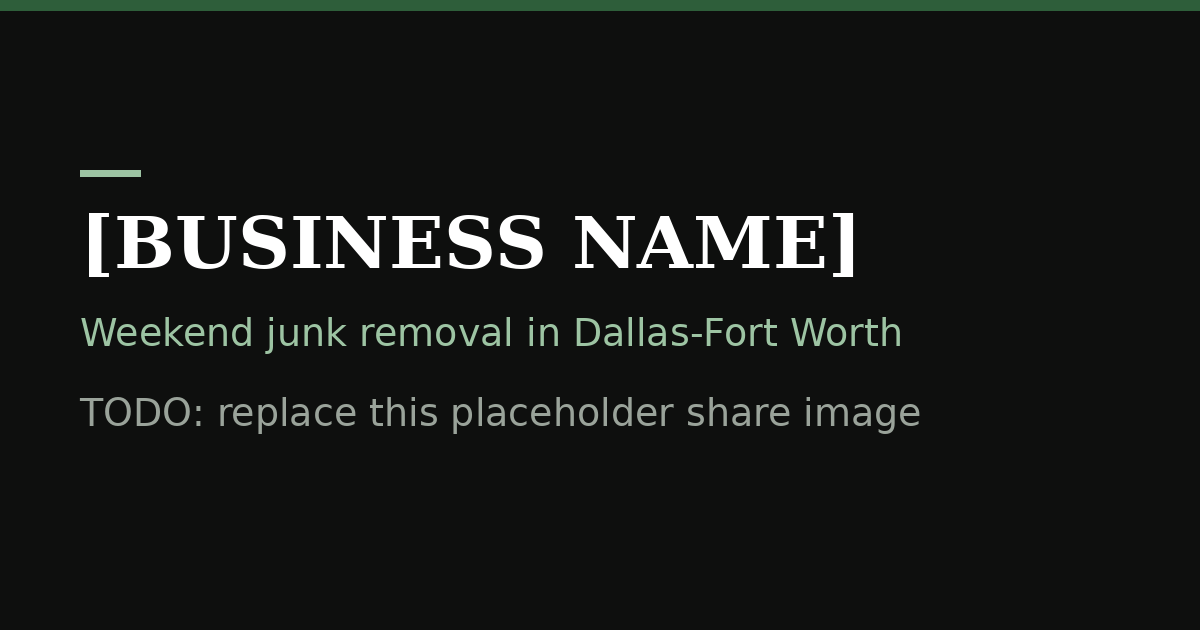 [BUSINESS NAME]
Weekend junk removal in Dallas-Fort Worth
TODO: replace this placeholder share image